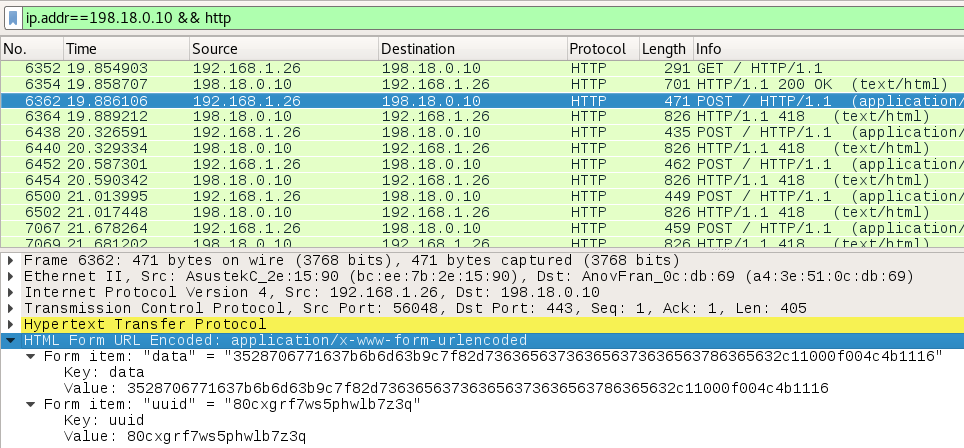 ip.addr==198.18.0.10 && http
No. Time Source Destination Protocol Length Info
6352 19.854903 192.168.1.26 198.18.0.10 HTTP 291 GET / HTTP/1.1
6354 19.858707 198.18.0.10 192.168.1.26 HTTP 701 HTTP/1.1 200 OK (text/html)
6362 19.886106 192.168.1.26 198.18.0.10 HTTP 471 POST / HTTP/1.1 (application/
6364 19.889212 198.18.0.10 192.168.1.26 HTTP 826 HTTP/1.1 418 (text/html)
6438 20.326591 192.168.1.26 198.18.0.10 HTTP 435 POST / HTTP/1.1 (application/
6440 20.329334 198.18.0.10 192.168.1.26 HTTP 826 HTTP/1.1 418 (text/html)
6452 20.587301 192.168.1.26 198.18.0.10 HTTP 462 POST / HTTP/1.1 (application/
6454 20.590342 198.18.0.10 192.168.1.26 HTTP 826 HTTP/1.1 418 (text/html)
6500 21.013995 192.168.1.26 198.18.0.10 HTTP 449 POST / HTTP/1.1 (application/
6502 21.017448 198.18.0.10 192.168.1.26 HTTP 826 HTTP/1.1 418 (text/html)
7067 21.678264 192.168.1.26 198.18.0.10 HTTP 459 POST / HTTP/1.1 (application/
7069 21.681202 198.18.0.10 192.168.1.26 HTTP 826 HTTP/1.1 418 (text/html)
Frame 6362: 471 bytes on wire (3768 bits), 471 bytes captured (3768 bits)
Ethernet II, Src: AsustekC_2e:15:90 (bc:ee:7b:2e:15:90), Dst: AnovFran_0c:db:69 (a4:3e:51:0c:db:69)
Internet Protocol Version 4, Src: 192.168.1.26, Dst: 198.18.0.10
Transmission Control Protocol, Src Port: 56048, Dst Port: 443, Seq: 1, Ack: 1, Len: 405
Hypertext Transfer Protocol
HTML Form URL Encoded: application/x-www-form-urlencoded
Form item: "data" = "3528706771637b6b6d63b9c7f82d736365637363656373636563786365632c11000f004c4b1116"
Key: data
Value: 3528706771637b6b6d63b9c7f82d736365637363656373636563786365632c11000f004c4b1116
Form item: "uuid" = "80cxgrf7ws5phwlb7z3q"
Key: uuid
Value: 80cxgrf7ws5phwlb7z3q